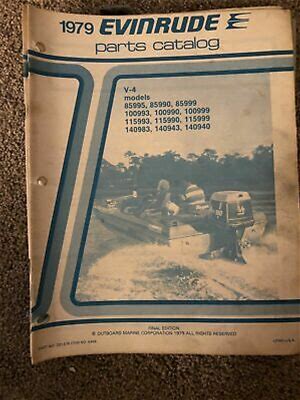 1979 EVINRUDE
parts catalog
V-4
models
85995, 85990, 85999
100993, 100990, 100999
115993, 115990, 115999
140983, 140943, 140940
FINAL EDITION
© OUTBOARD MARINE CORPORATION 1979 ALL RIGHTS RESERVED